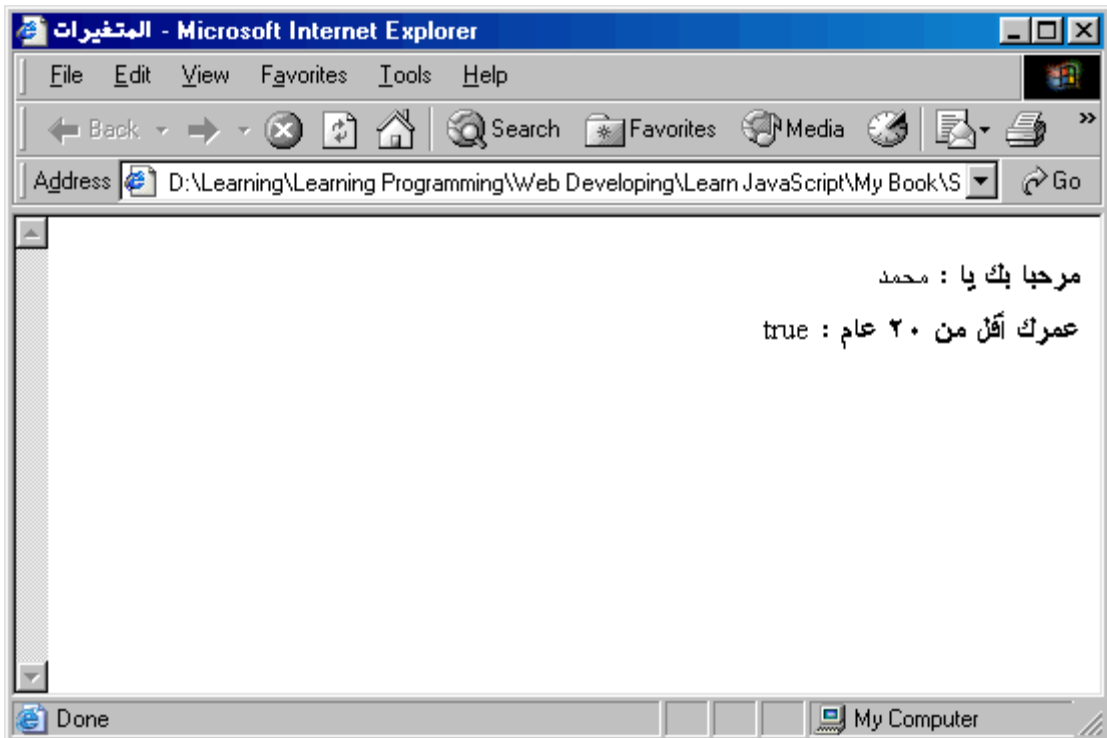 المتغيرات - Microsoft Internet Explorer
File Edit View Favorites Tools Help
Back Search Favorites Media »
Address D:\Learning\Learning Programming\Web Developing\Learn JavaScript\My Book\S Go
مرحبا بك يا : محمد
عمرك أقل من ٢٠ عام : true
Done My Computer